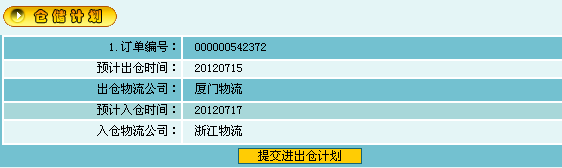 仓储计划
1.订单编号： 000000542372
预计出仓时间： 20120715
出仓物流公司： 厦门物流
预计入仓时间： 20120717
入仓物流公司： 浙江物流
提交进出仓计划